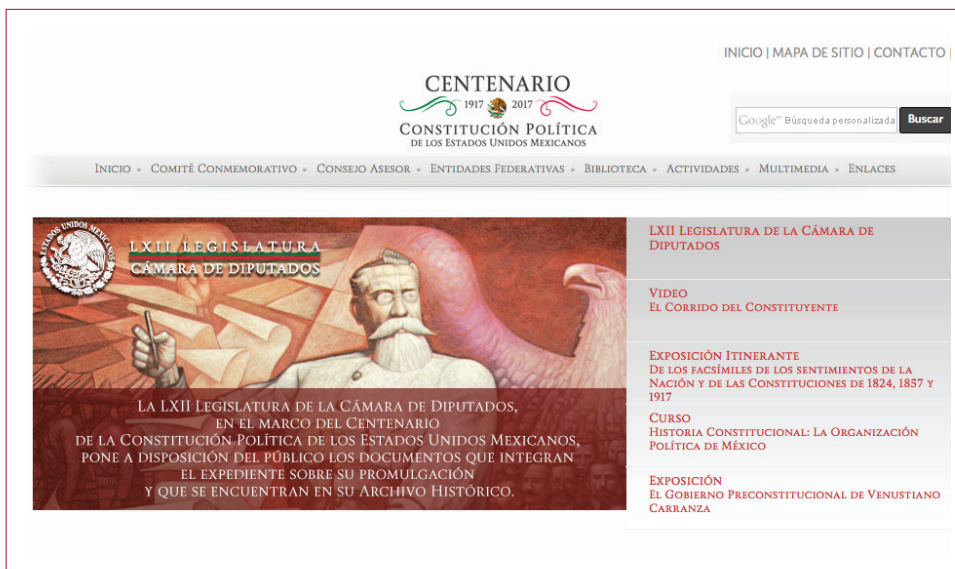 INICIO | MAPA DE SITIO | CONTACTO |
CENTENARIO
1917 2017
CONSTITUCIÓN POLÍTICA
DE LOS ESTADOS UNIDOS MEXICANOS
Google™ Búsqueda personalizada Buscar
INICIO COMITÉ CONMEMORATIVO CONSEJO ASESOR ENTIDADES FEDERATIVAS BIBLIOTECA ACTIVIDADES MULTIMEDIA ENLACES
ESTADOS UNIDOS MEXICANOS
LXII LEGISLATURA
CÁMARA DE DIPUTADOS
LA LXII LEGISLATURA DE LA CÁMARA DE DIPUTADOS,
EN EL MARCO DEL CENTENARIO
DE LA CONSTITUCIÓN POLÍTICA DE LOS ESTADOS UNIDOS MEXICANOS,
PONE A DISPOSICIÓN DEL PÚBLICO LOS DOCUMENTOS QUE INTEGRAN
EL EXPEDIENTE SOBRE SU PROMULGACIÓN
Y QUE SE ENCUENTRAN EN SU ARCHIVO HISTÓRICO.
LXII LEGISLATURA DE LA CÁMARA DE
DIPUTADOS
VIDEO
EL CORRIDO DEL CONSTITUYENTE
EXPOSICIÓN ITINERANTE
DE LOS FACSÍMILES DE LOS SENTIMIENTOS DE LA
NACIÓN Y DE LAS CONSTITUCIONES DE 1824, 1857 Y
1917
CURSO
HISTORIA CONSTITUCIONAL: LA ORGANIZACIÓN
POLÍTICA DE MÉXICO
EXPOSICIÓN
EL GOBIERNO PRECONSTITUCIONAL DE VENUSTIANO
CARRANZA